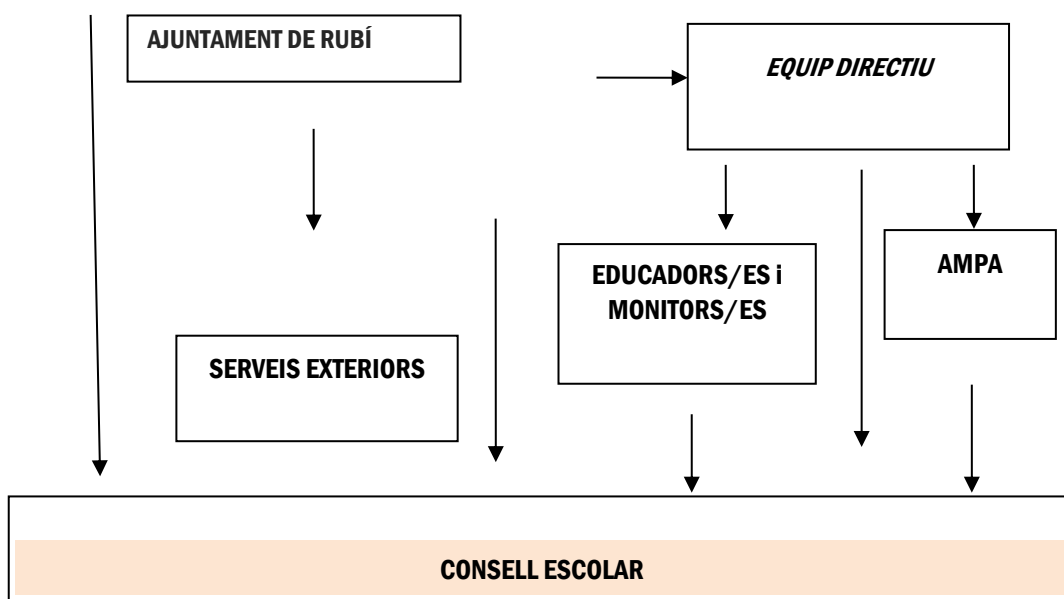 AJUNTAMENT DE RUBÍ
EQUIP DIRECTIU
EDUCADORS/ES i
MONITORS/ES
AMPA
SERVEIS EXTERIORS
CONSELL ESCOLAR